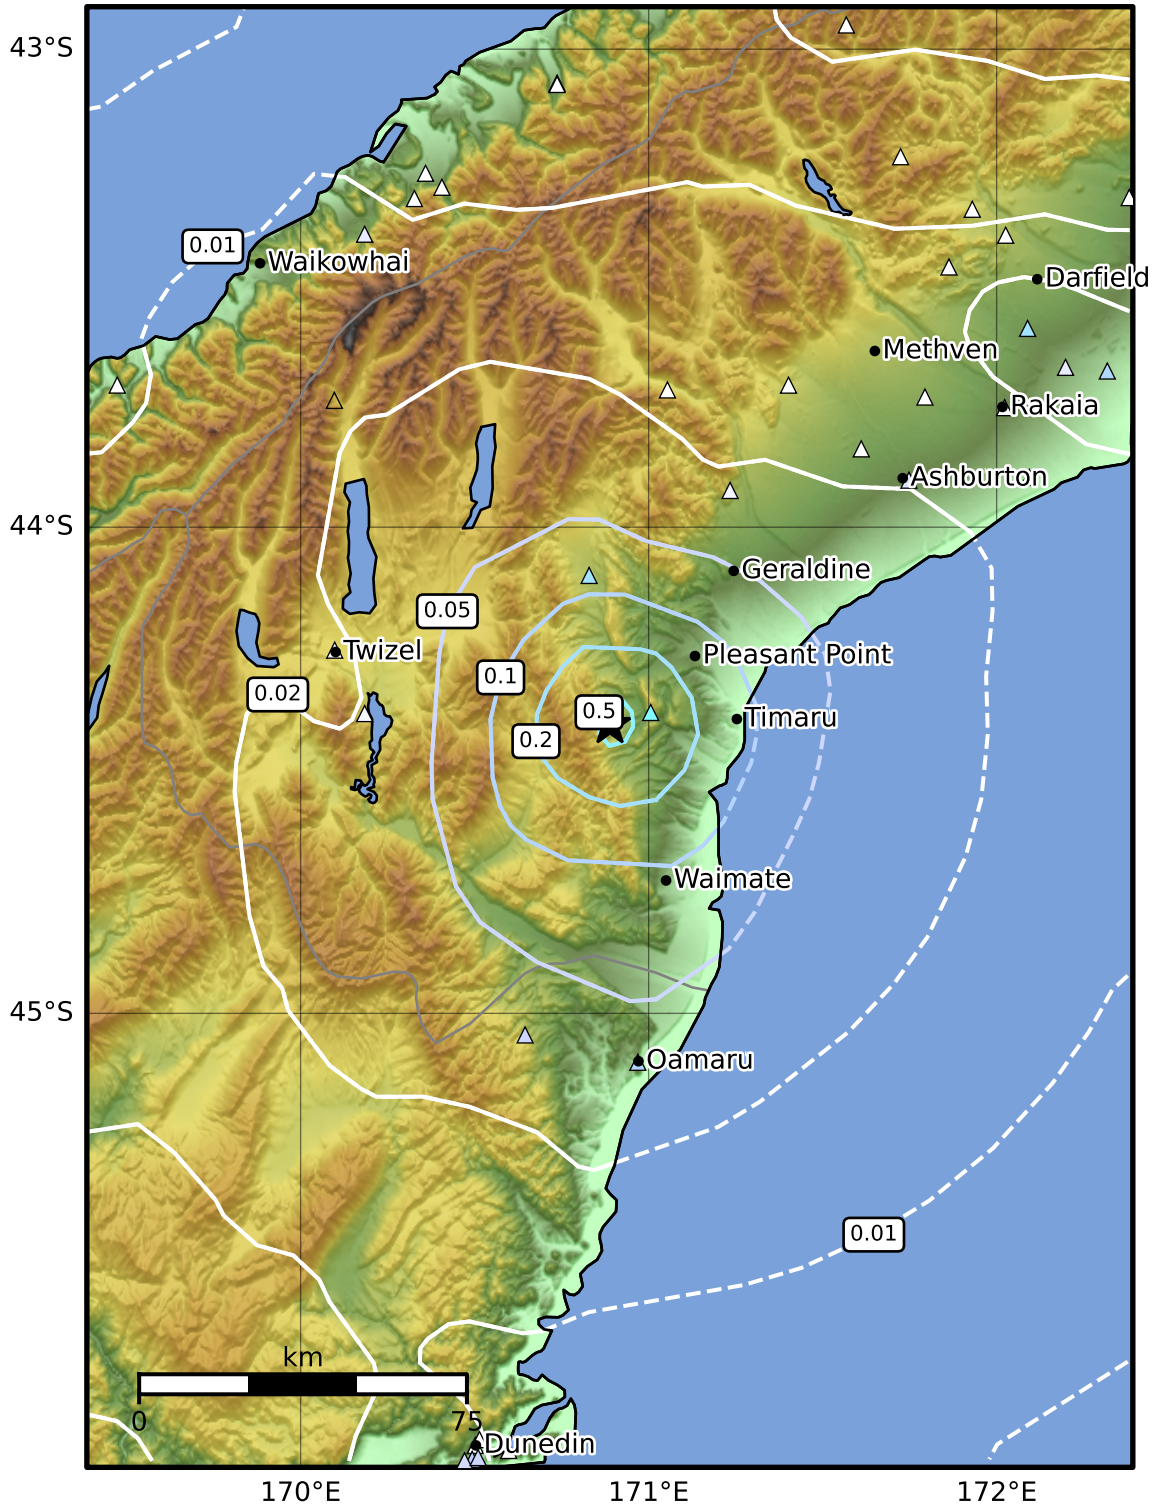 43°S
0.01
Waikowhai
Darfield
Methven
Rakaia
Ashburton
44°S
Geraldine
0.05
Twizel
Pleasant Point
0.1
0.02
0.5
Timaru
0.2
Waimate
45°S
Oamaru
0.01
km
0 75
Dunedin
170°E 171°E 172°E